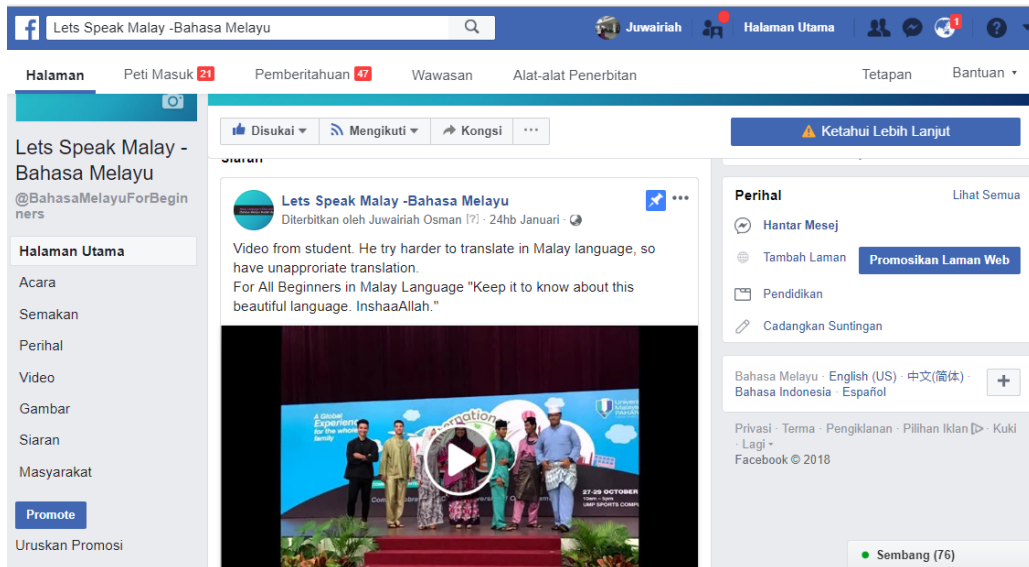 Lets Speak Malay -Bahasa Melayu
Juwairiah
Halaman Utama
1
Halaman
Peti Masuk 21
Pemberitahuan 47
Wawasan
Alat-alat Penerbitan
Tetapan
Bantuan
Lets Speak Malay -
Bahasa Melayu
@BahasaMelayuForBegin
ners
Halaman Utama
Acara
Semakan
Perihal
Video
Gambar
Siaran
Masyarakat
Promote
Uruskan Promosi
Disukai
Mengikuti
Kongsi
Ketahui Lebih Lanjut
Siaran
Lets Speak Malay -Bahasa Melayu
Diterbitkan oleh Juwairiah Osman [?] · 24hb Januari ·
Video from student. He try harder to translate in Malay language, so
have unapproriate translation.
For All Beginners in Malay Language "Keep it to know about this
beautiful language. InshaaAllah."
A Global
Experience
for the whole
family
27-29 OCTOBER
Perihal
Lihat Semua
Hantar Mesej
Tambah Laman
Promosikan Laman Web
Pendidikan
Cadangkan Suntingan
Bahasa Melayu · English (US) · 中文(简体) ·
Bahasa Indonesia · Español
Privasi · Terma · Pengiklanan · Pilihan Iklan · Kuki
· Lagi
Facebook © 2018
Sembang (76)